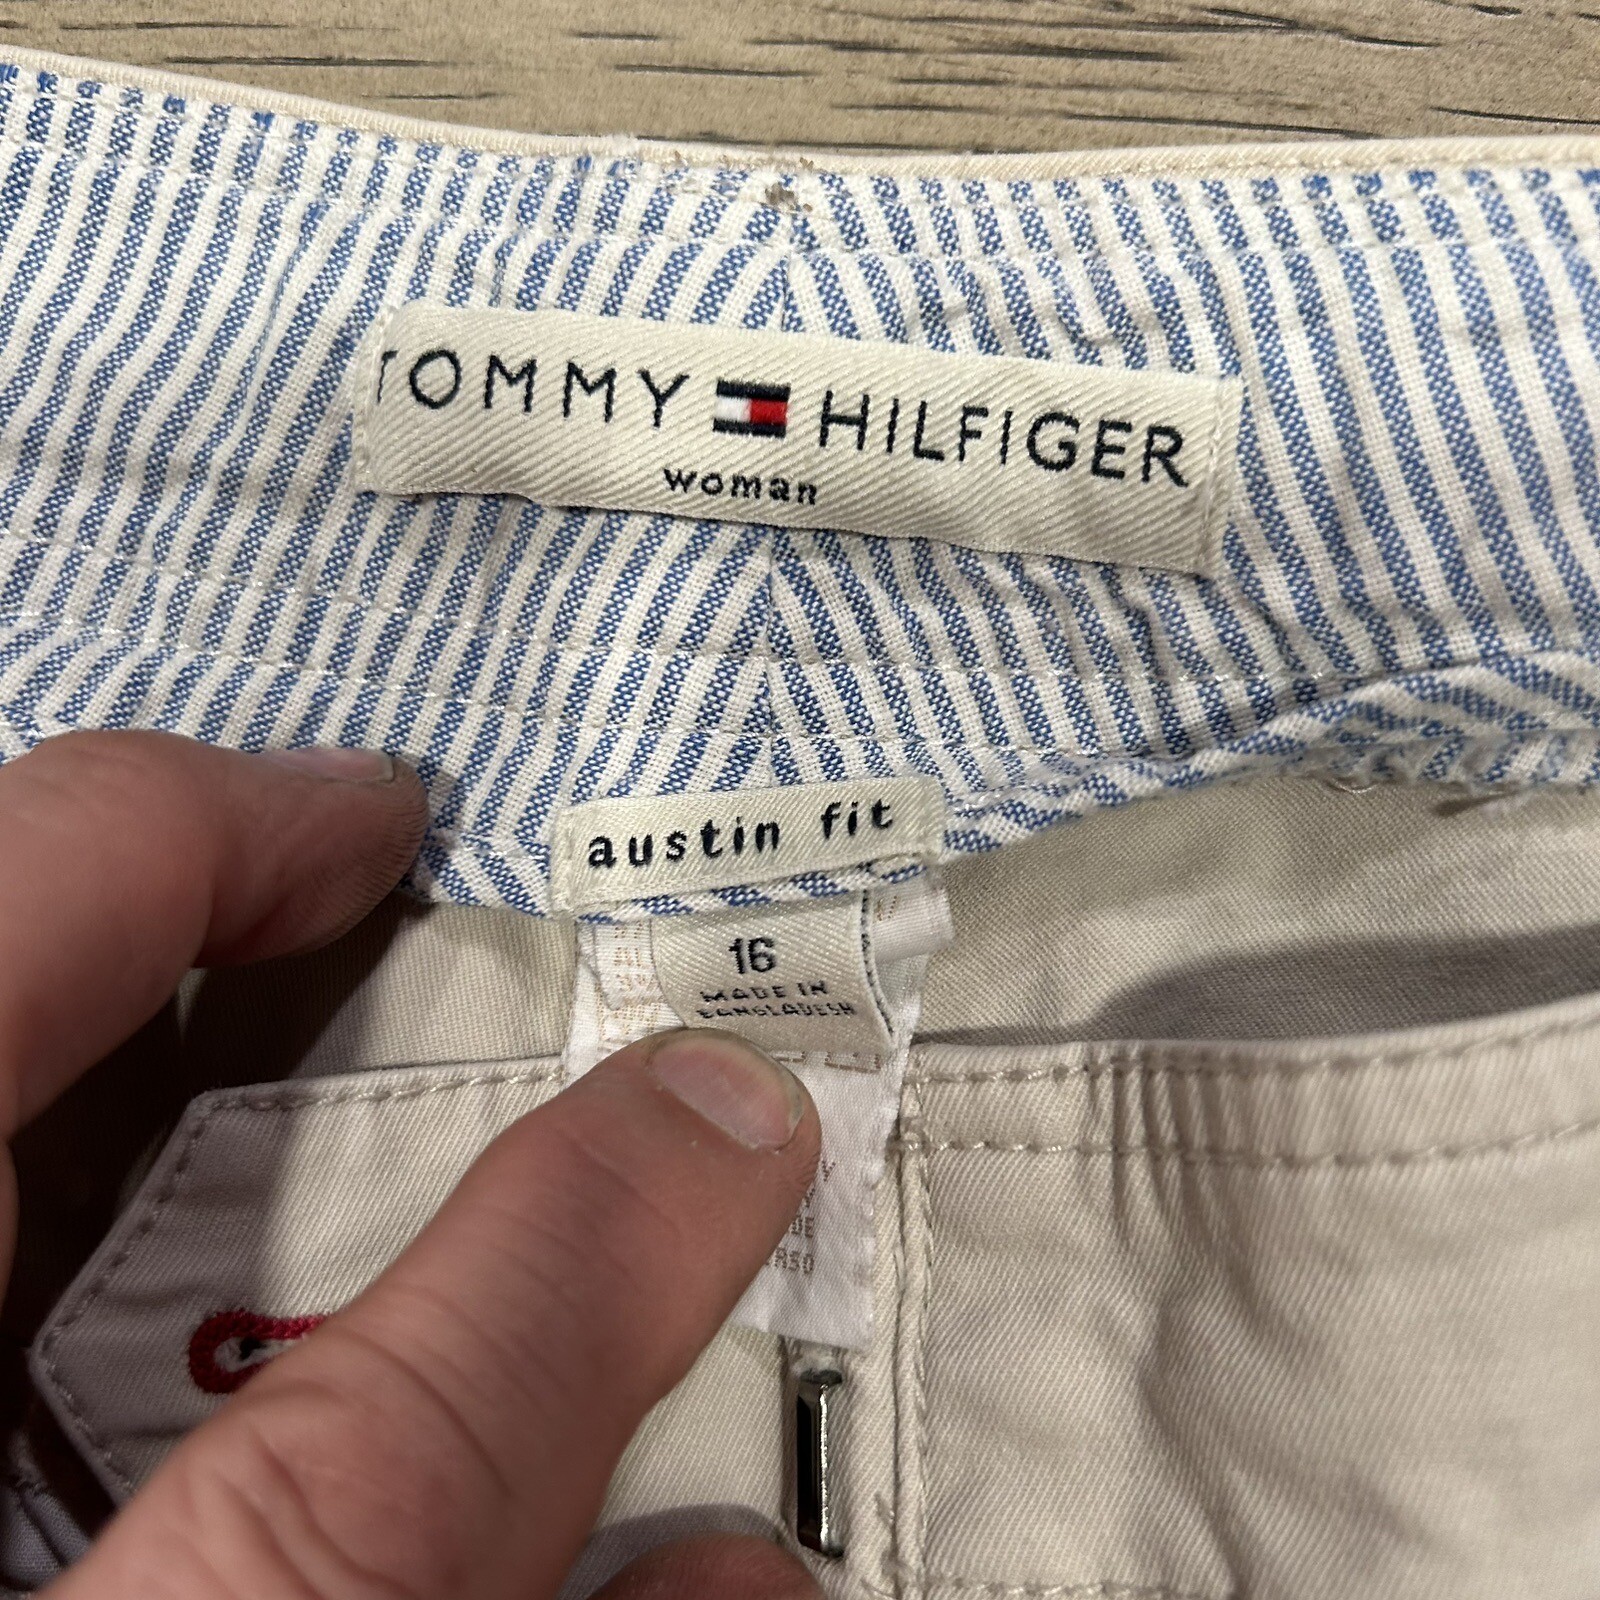 TOMMY HILFIGER
woman
austin fit
16
MADE IN
BANGLADESH